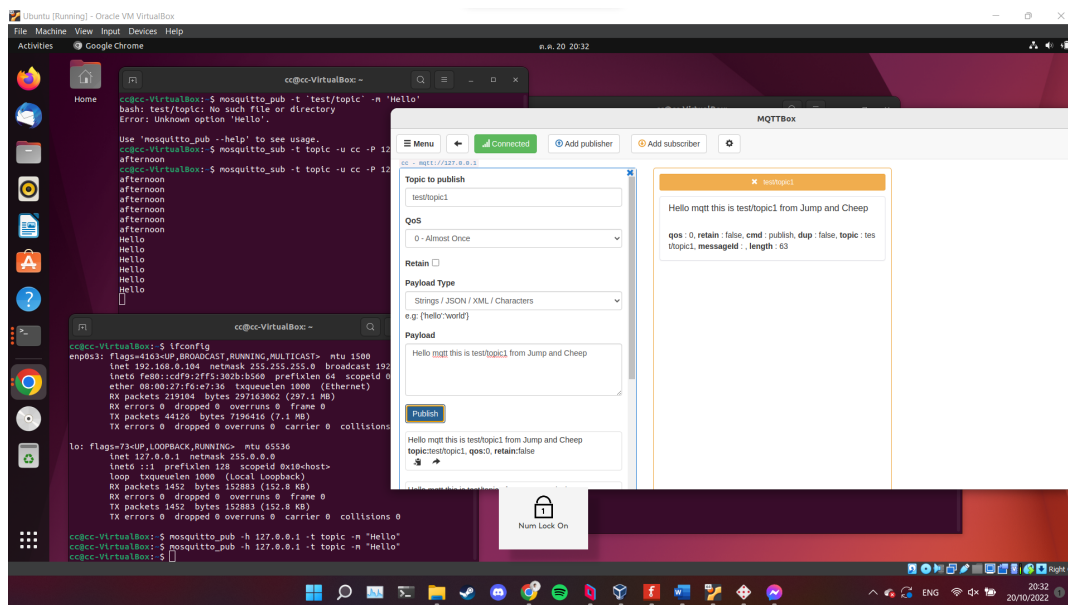 Ubuntu [Running] - Oracle VM VirtualBox
File Machine View Input Devices Help
Activities Google Chrome ต.ค. 20 20:32
Home
cc@cc-VirtualBox: ~
cc@cc-VirtualBox:~$ mosquitto_pub -t `test/topic` -m 'Hello'
bash: test/topic: No such file or directory
Error: Unknown option 'Hello'.
Use 'mosquitto_pub --help' to see usage.
cc@cc-VirtualBox:~$ mosquitto_sub -t topic -u cc -P 12
afternoon
cc@cc-VirtualBox:~$ mosquitto_sub -t topic -u cc -P 12
afternoon
afternoon
afternoon
afternoon
afternoon
afternoon
Hello
Hello
Hello
Hello
Hello
Hello
cc@cc-VirtualBox: ~
cc@cc-VirtualBox:~$ ifconfig
enp0s3: flags=4163<UP,BROADCAST,RUNNING,MULTICAST> mtu 1500
inet 192.168.0.104 netmask 255.255.255.0 broadcast 192
inet6 fe80::cdf9:2ff5:302b:b560 prefixlen 64 scopeid 0
ether 08:00:27:f6:e7:36 txqueuelen 1000 (Ethernet)
RX packets 219104 bytes 297163062 (297.1 MB)
RX errors 0 dropped 0 overruns 0 frame 0
TX packets 44126 bytes 7196416 (7.1 MB)
TX errors 0 dropped 0 overruns 0 carrier 0 collisions
lo: flags=73<UP,LOOPBACK,RUNNING> mtu 65536
inet 127.0.0.1 netmask 255.0.0.0
inet6 ::1 prefixlen 128 scopeid 0x10<host>
loop txqueuelen 1000 (Local Loopback)
RX packets 1452 bytes 152883 (152.8 KB)
RX errors 0 dropped 0 overruns 0 frame 0
TX packets 1452 bytes 152883 (152.8 KB)
TX errors 0 dropped 0 overruns 0 carrier 0 collisions 0
cc@cc-VirtualBox:~$ mosquitto_pub -h 127.0.0.1 -t topic -m "Hello"
cc@cc-VirtualBox:~$ mosquitto_pub -h 127.0.0.1 -t topic -m "Hello"
cc@cc-VirtualBox:~$
MQTTBox
Menu Connected Add publisher Add subscriber
cc - mqtt://127.0.0.1
Topic to publish
test/topic1
QoS
0 - Almost Once
Retain
Payload Type
Strings / JSON / XML / Characters
e.g: {'hello':'world'}
Payload
Hello mqtt this is test/topic1 from Jump and Cheep
Publish
Hello mqtt this is test/topic1 from Jump and Cheep
topic:test/topic1, qos:0, retain:false
test/topic1
Hello mqtt this is test/topic1 from Jump and Cheep
qos : 0, retain : false, cmd : publish, dup : false, topic : tes
t/topic1, messageId : , length : 63
1
Num Lock On
Right
ENG
20:32
20/10/2022